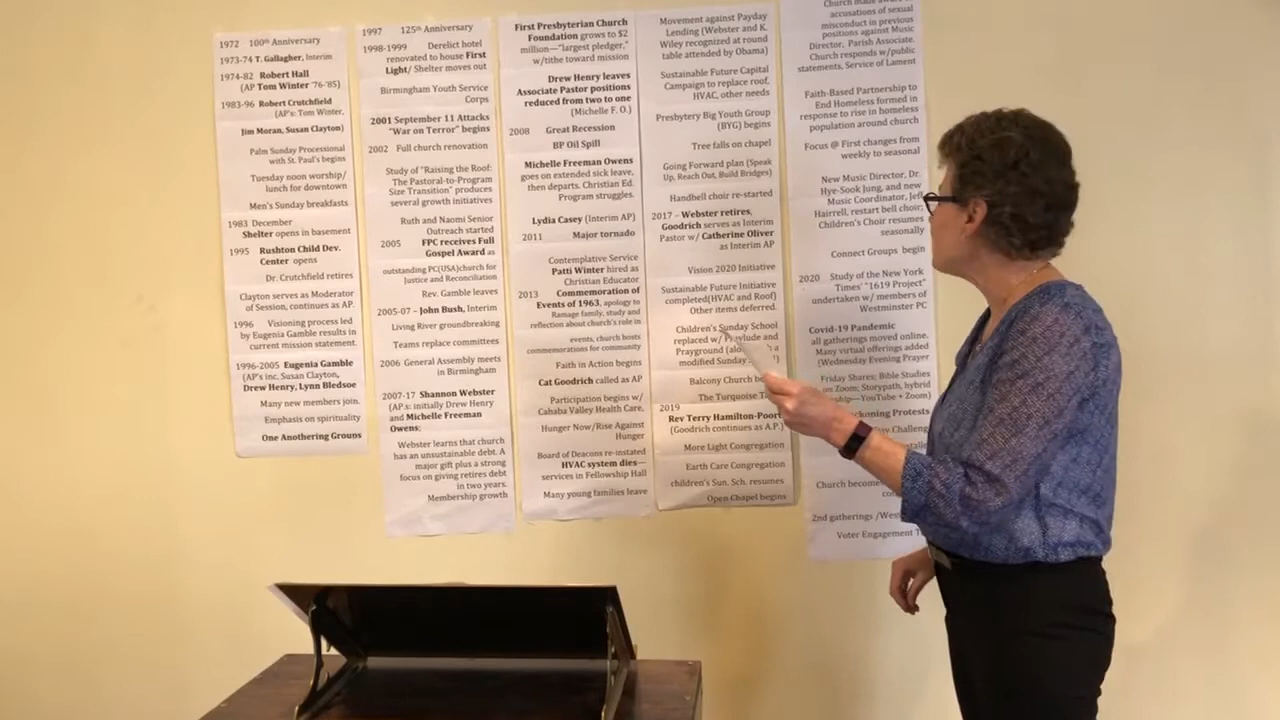 1972 100th Anniversary
1973-74 T. Gallagher, Interim
1974-82 Robert Hall
(AP Tom Winter '76-'85)
1983-96 Robert Crutchfield
(AP's: Tom Winter,
Jim Moran, Susan Clayton)
Palm Sunday Processional
with St. Paul's begins
Tuesday noon worship/
lunch for downtown
Men's Sunday breakfasts
1983 December
Shelter opens in basement
1995 Rushton Child Dev.
Center opens
Dr. Crutchfield retires
Clayton serves as Moderator
of Session, continues as AP.
1996 Visioning process led
by Eugenia Gamble results in
current mission statement.
1996-2005 Eugenia Gamble
(AP's inc. Susan Clayton,
Drew Henry, Lynn Bledsoe
Many new members join.
Emphasis on spirituality
One Anothering Groups
1997 125th Anniversary
1998-1999 Derelict hotel
renovated to house First
Light/ Shelter moves out
Birmingham Youth Service
Corps
2001 September 11 Attacks
"War on Terror" begins
2002 Full church renovation
Study of "Raising the Roof:
The Pastoral-to-Program
Size Transition" produces
several growth initiatives
Ruth and Naomi Senior
Outreach started
2005 FPC receives Full
Gospel Award as
outstanding PC(USA)church for
Justice and Reconciliation
Rev. Gamble leaves
2005-07 – John Bush, Interim
Living River groundbreaking
Teams replace committees
2006 General Assembly meets
in Birmingham
2007-17 Shannon Webster
(AP's: initially Drew Henry
and Michelle Freeman
Owens;
Webster learns that church
has an unsustainable debt. A
major gift plus a strong
focus on giving retires debt
in two years.
Membership growth
First Presbyterian Church
Foundation grows to $2
million—"largest pledger,"
w/tithe toward mission
Drew Henry leaves
Associate Pastor positions
reduced from two to one
(Michelle F. O.)
2008 Great Recession
BP Oil Spill
Michelle Freeman Owens
goes on extended sick leave,
then departs. Christian Ed.
Program struggles.
Lydia Casey (Interim AP)
2011 Major tornado
Contemplative Service
Patti Winter hired as
Christian Educator
2013 Commemoration of
Events of 1963, apology to
Ramage family, study and
reflection about church's role in
events, church hosts
commemorations for community
Faith in Action begins
Cat Goodrich called as AP
Participation begins w/
Cahaba Valley Health Care,
Hunger Now/Rise Against
Hunger
Board of Deacons re-instated
HVAC system dies—
services in Fellowship Hall
Many young families leave
Movement against Payday
Lending (Webster and K.
Wiley recognized at round
table attended by Obama)
Sustainable Future Capital
Campaign to replace roof,
HVAC, other needs
Presbytery Big Youth Group
(BYG) begins
Tree falls on chapel
Going Forward plan (Speak
Up, Reach Out, Build Bridges)
Handbell choir re-started
2017 – Webster retires,
Goodrich serves as Interim
Pastor w/ Catherine Oliver
as Interim AP
Vision 2020 Initiative
Sustainable Future Initiative
completed(HVAC and Roof)
Other items deferred.
Children's Sunday School
replaced w/ and
Playground a
modified Sunday
Balcony Church
The Turquoise
2019
Rev Terry Hamilton-Poor
(Goodrich continues as A.P.)
More Light Congregation
Earth Care Congregation
children's Sun. Sch. resumes
Open Chapel begins
Church made aware of
accusations of sexual
misconduct in previous
positions against Music
Director, Parish Associate.
Church responds w/public
statements, Service of Lament
Faith-Based Partnership to
End Homeless formed in
response to rise in homeless
population around church
Focus @ First changes from
weekly to seasonal
New Music Director, Dr.
Hye-Sook Jung, and new
Music Coordinator, Jeff
Hairrell, restart bell choir;
Children's Choir resumes
seasonally
Connect Groups begin
2020 Study of the New York
Times' "1619 Project"
undertaken w/ members of
Westminster PC
Covid-19 Pandemic
all gatherings moved online.
Many virtual offerings added
(Wednesday Evening Prayer
Friday Shares; Bible Studies
on Zoom; Storypath, hybrid
YouTube + Zoom)
Protests
Challenge
Church
2nd gatherings
Voter Engagement